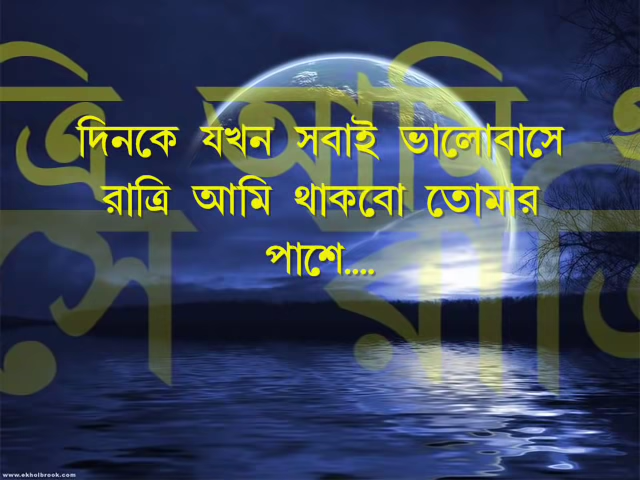 দিনকে যখন সবাই ভালোবাসে
রাত্রি আমি থাকবো তোমার
পাশে....
www.ekholbrook.com